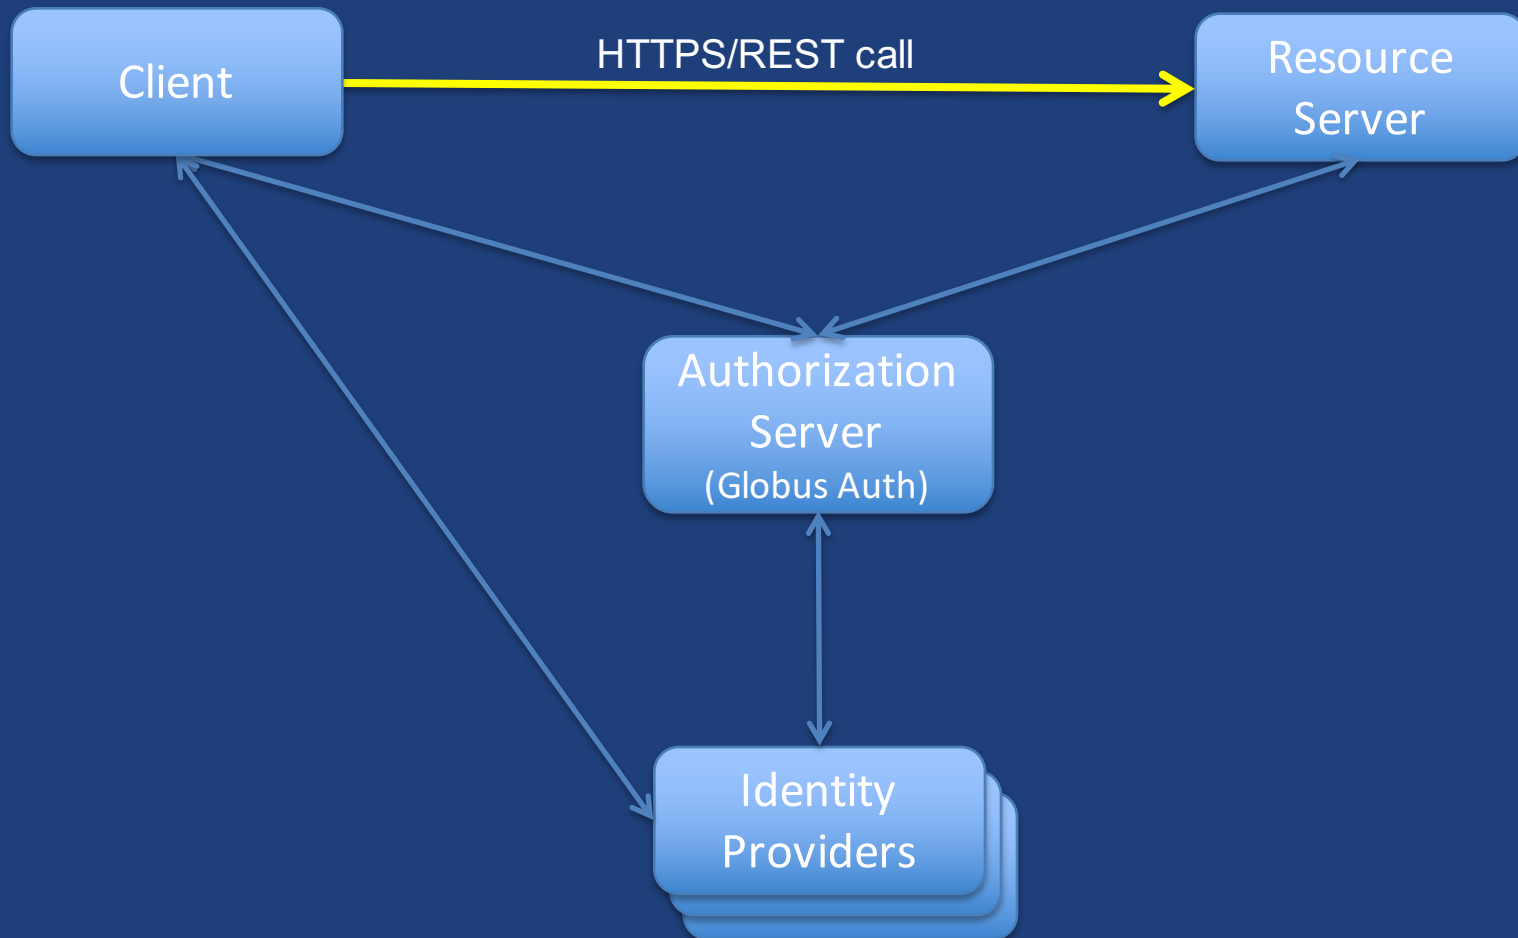 Client
HTTPS/REST call
Resource
Server
Authorization
Server
(Globus Auth)
Identity
Providers